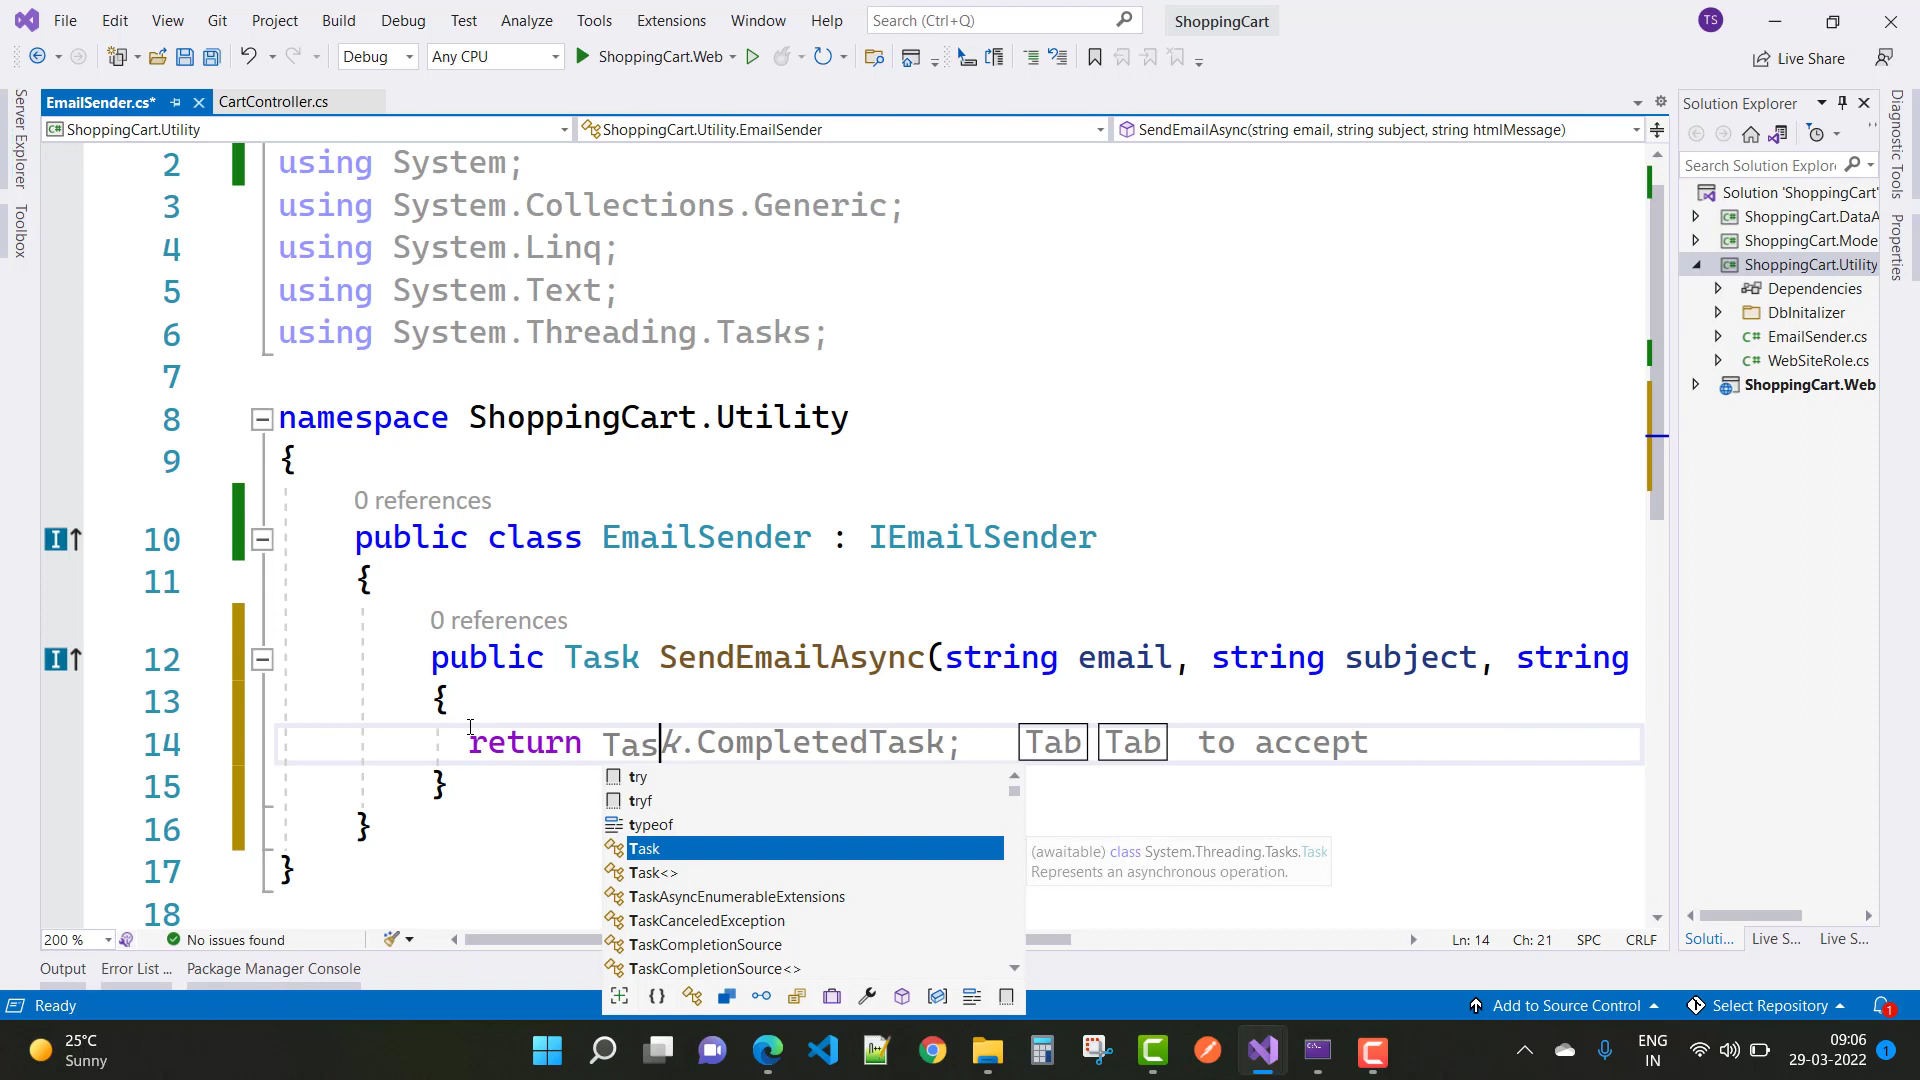 File Edit View Git Project Build Debug Test Analyze Tools Extensions Window Help Search (Ctrl+Q) ShoppingCart TS
Debug Any CPU ShoppingCart.Web Live Share
EmailSender.cs* CartController.cs Solution Explorer
ShoppingCart.Utility ShoppingCart.Utility.EmailSender SendEmailAsync(string email, string subject, string htmlMessage)
Server Explorer
Toolbox
Diagnostic Tools
Properties
2 using System;
3 using System.Collections.Generic;
4 using System.Linq;
5 using System.Text;
6 using System.Threading.Tasks;
7
8 namespace ShoppingCart.Utility
9 {
0 references
10 public class EmailSender : IEmailSender
11 {
0 references
12 public Task SendEmailAsync(string email, string subject, string
13 {
14 return Task.CompletedTask; Tab Tab to accept
15 }
16 }
17 }
18
try
tryf
typeof
Task
Task<>
TaskAsyncEnumerableExtensions
TaskCanceledException
TaskCompletionSource
TaskCompletionSource<>
(awaitable) class System.Threading.Tasks.Task
Represents an asynchronous operation.
Search Solution Explor
Solution 'ShoppingCart'
ShoppingCart.DataA
ShoppingCart.Mode
ShoppingCart.Utility
Dependencies
DbInitalizer
EmailSender.cs
WebSiteRole.cs
ShoppingCart.Web
Soluti... Live S... Live S...
200 % No issues found Ln: 14 Ch: 21 SPC CRLF
Output Error List ... Package Manager Console
Ready Add to Source Control Select Repository 1
25°C
Sunny
ENG
IN
09:06
29-03-2022
1